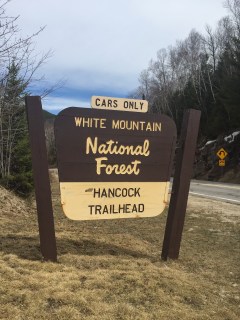 CARS ONLY
WHITE MOUNTAIN
National
Forest
HANCOCK
TRAILHEAD